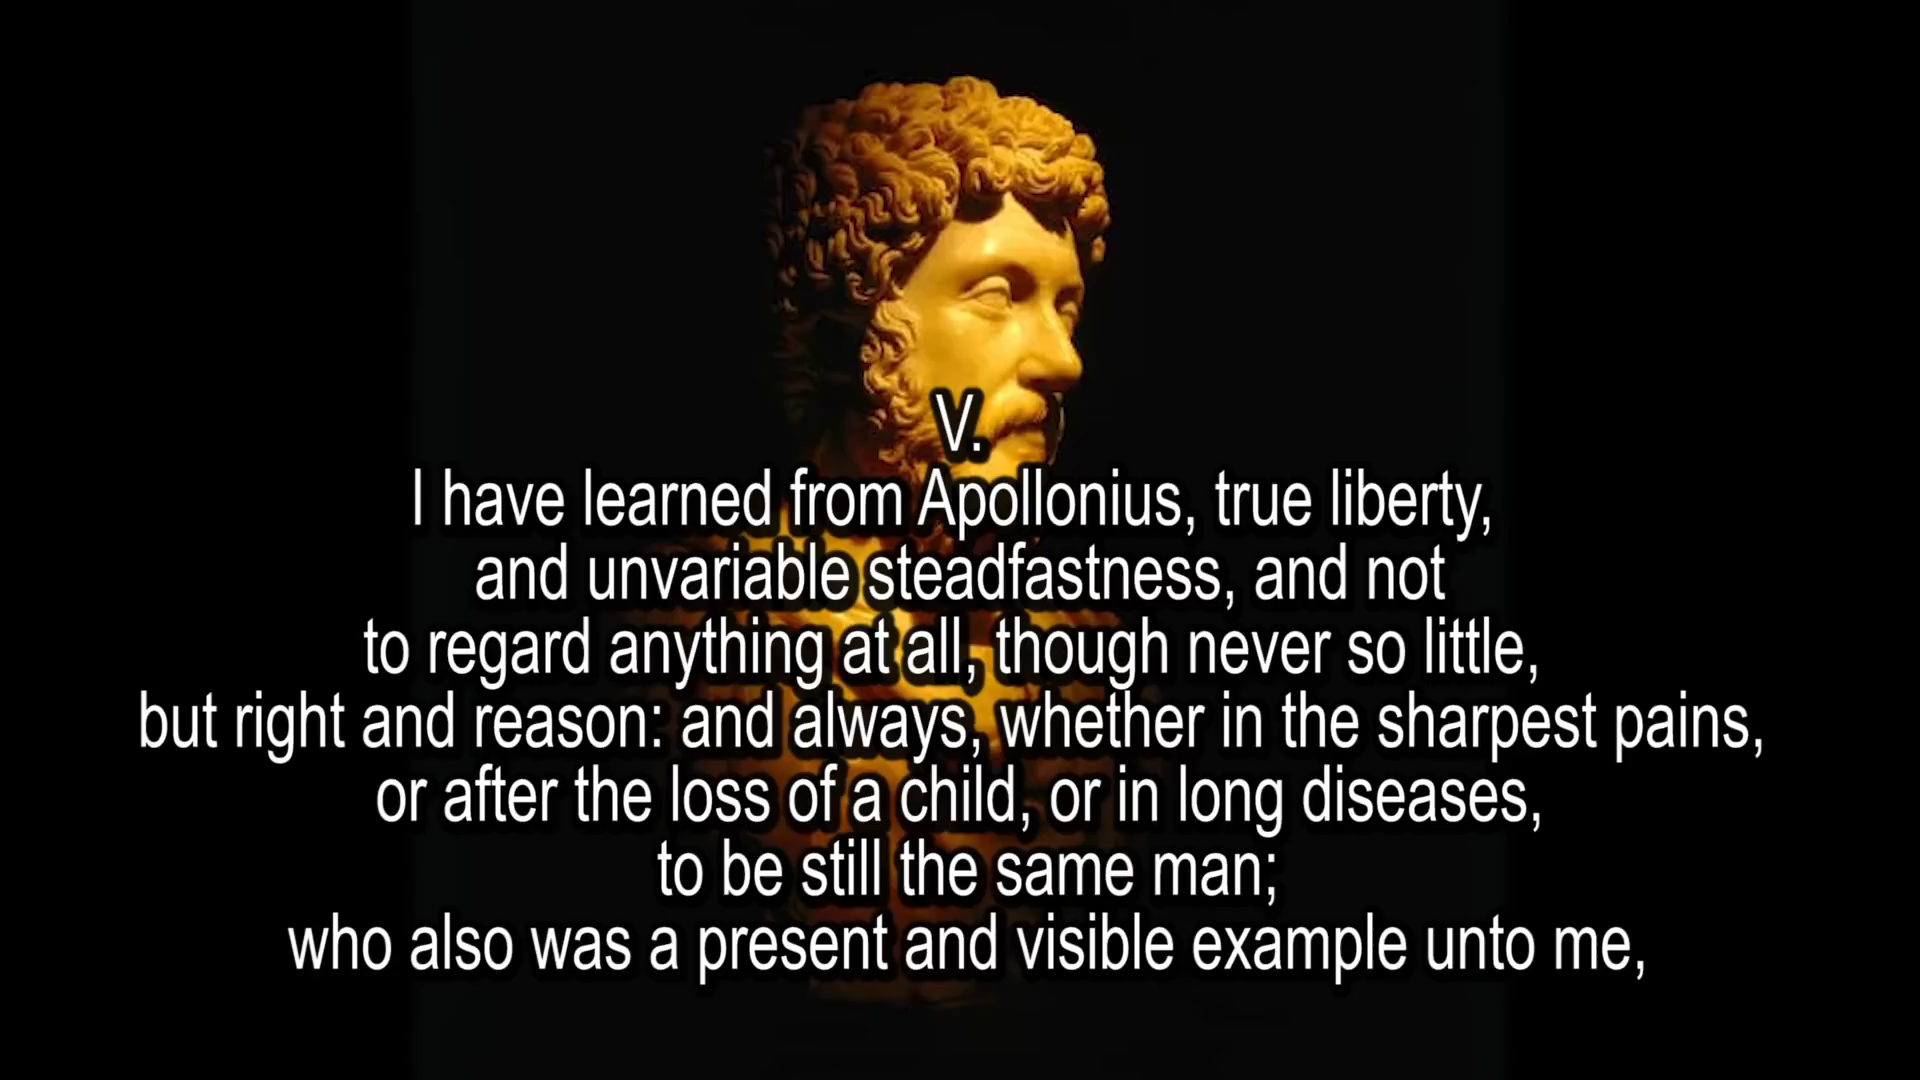 V.
I have learned from Apollonius, true liberty,
and unvariable steadfastness, and not
to regard anything at all, though never so little,
but right and reason: and always, whether in the sharpest pains,
or after the loss of a child, or in long diseases,
to be still the same man;
who also was a present and visible example unto me,